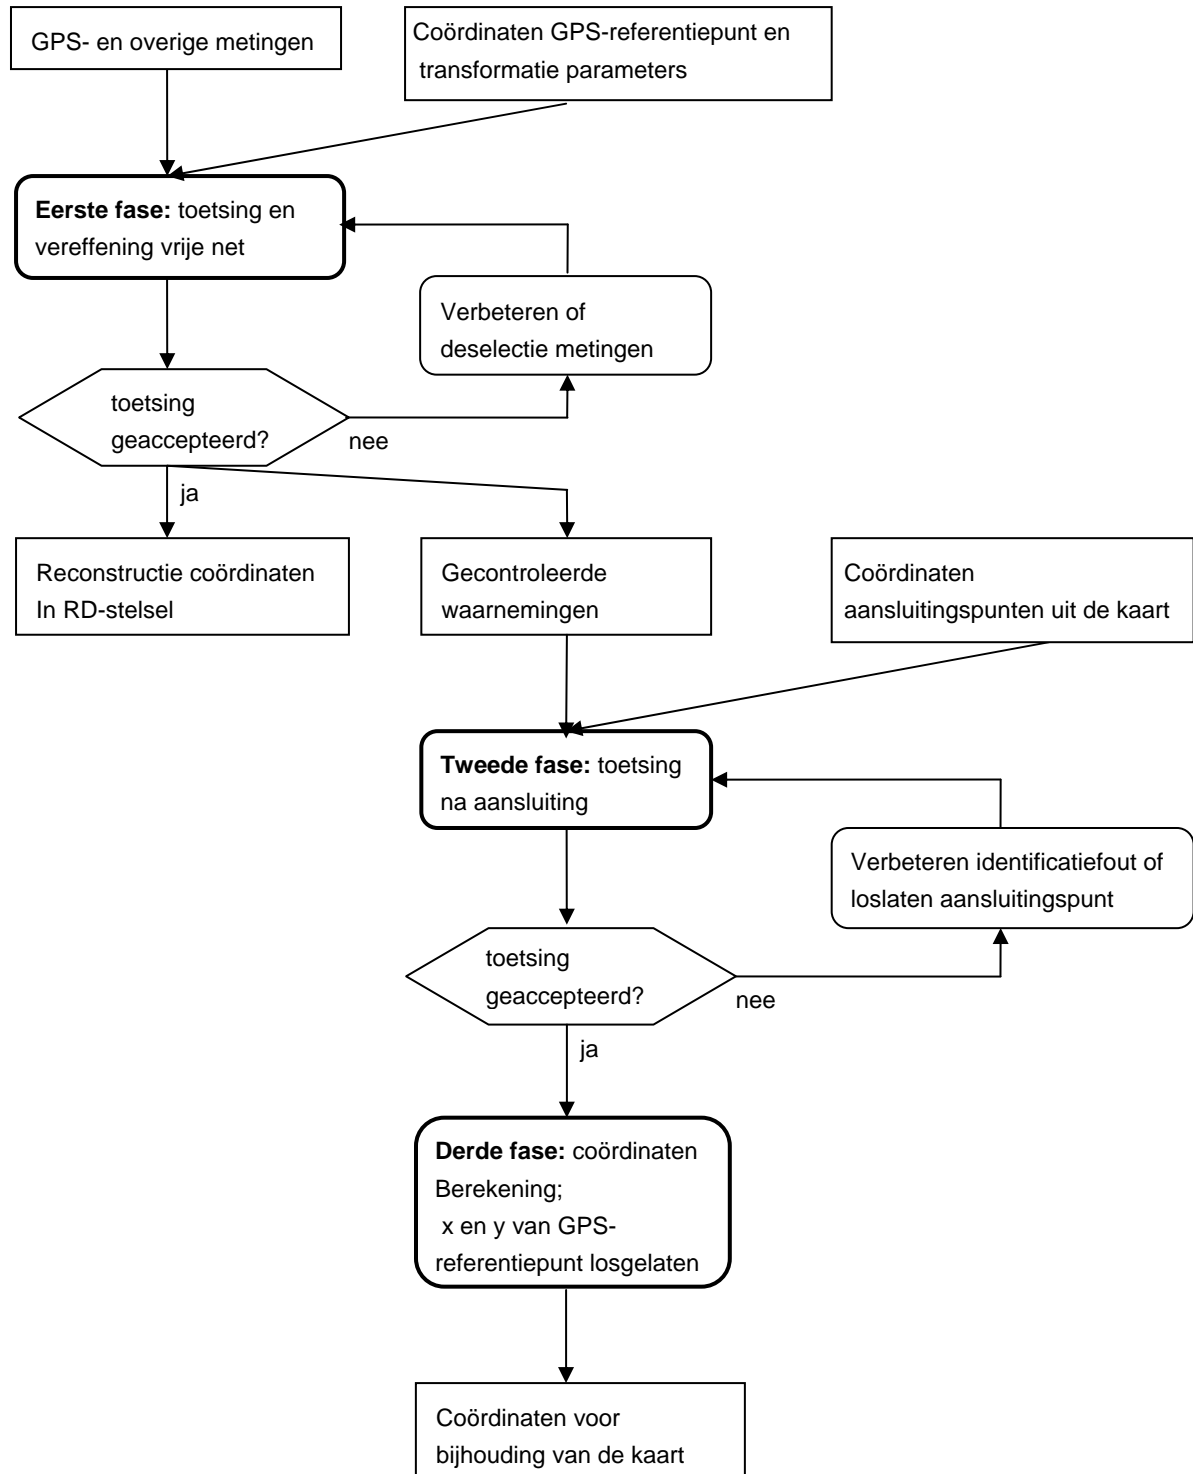 GPS- en overige metingen
Coördinaten GPS-referentiepunt en
transformatie parameters
Eerste fase: toetsing en
vereffening vrije net
Verbeteren of
deselectie metingen
toetsing
geaccepteerd?
nee
ja
Reconstructie coördinaten
In RD-stelsel
Gecontroleerde
waarnemingen
Coördinaten
aansluitingspunten uit de kaart
Tweede fase: toetsing
na aansluiting
Verbeteren identificatiefout of
loslaten aansluitingspunt
toetsing
geaccepteerd?
nee
ja
Derde fase: coördinaten
Berekening;
x en y van GPS-
referentiepunt losgelaten
Coördinaten voor
bijhouding van de kaart